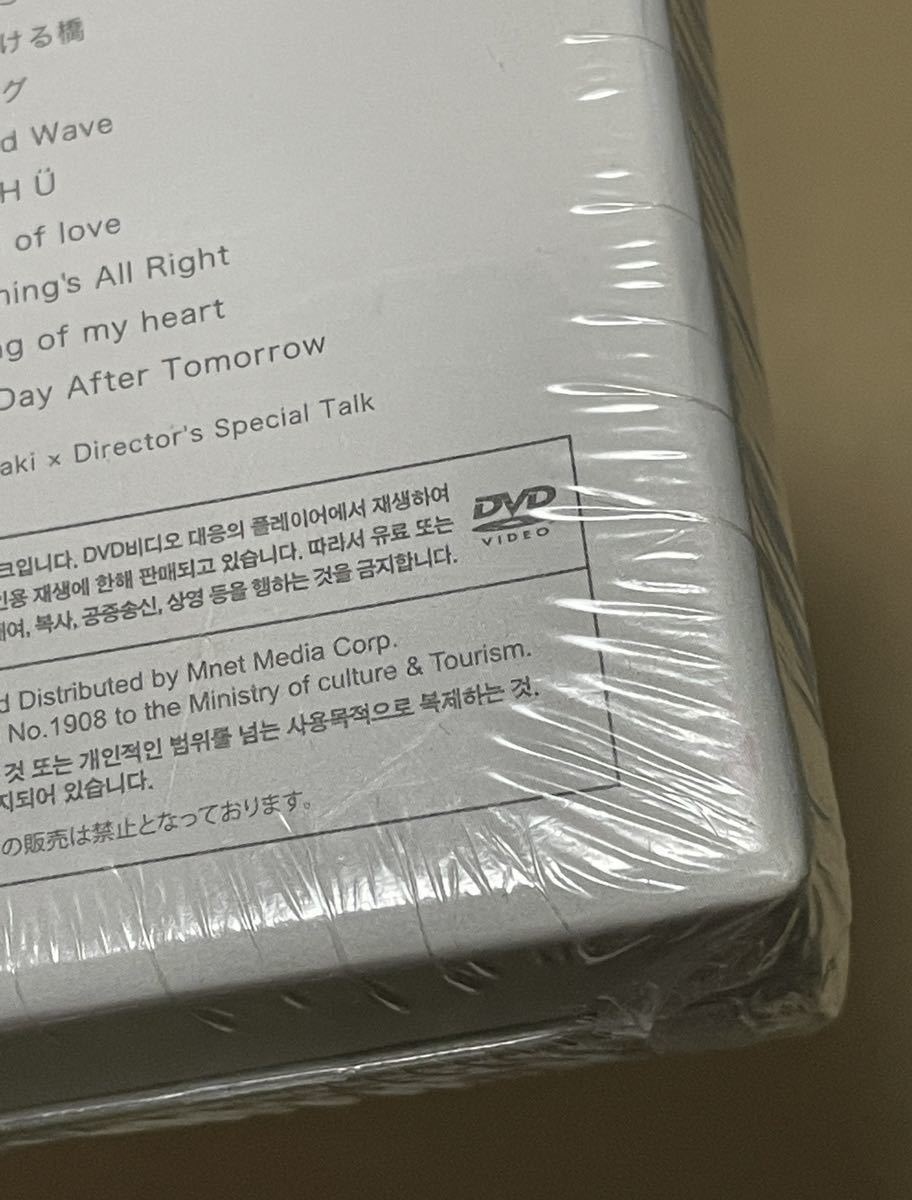 ける橋
グ
d Wave
H Ü
of love
hing's All Right
ng of my heart
Day After Tomorrow
aki × Director's Special Talk
크입니다. DVD비디오 대응의 플레이어에서 재생하여
인용 재생에 한해 판매되고 있습니다. 따라서 유료 또는
대여, 복사, 공중송신, 상영 등을 행하는 것을 금지합니다.
DVD
VIDEO
d Distributed by Mnet Media Corp.
No.1908 to the Ministry of culture & Tourism.
것 또는 개인적인 범위를 넘는 사용목적으로 복제하는 것.
지되어 있습니다.
の販売は禁止となっております。